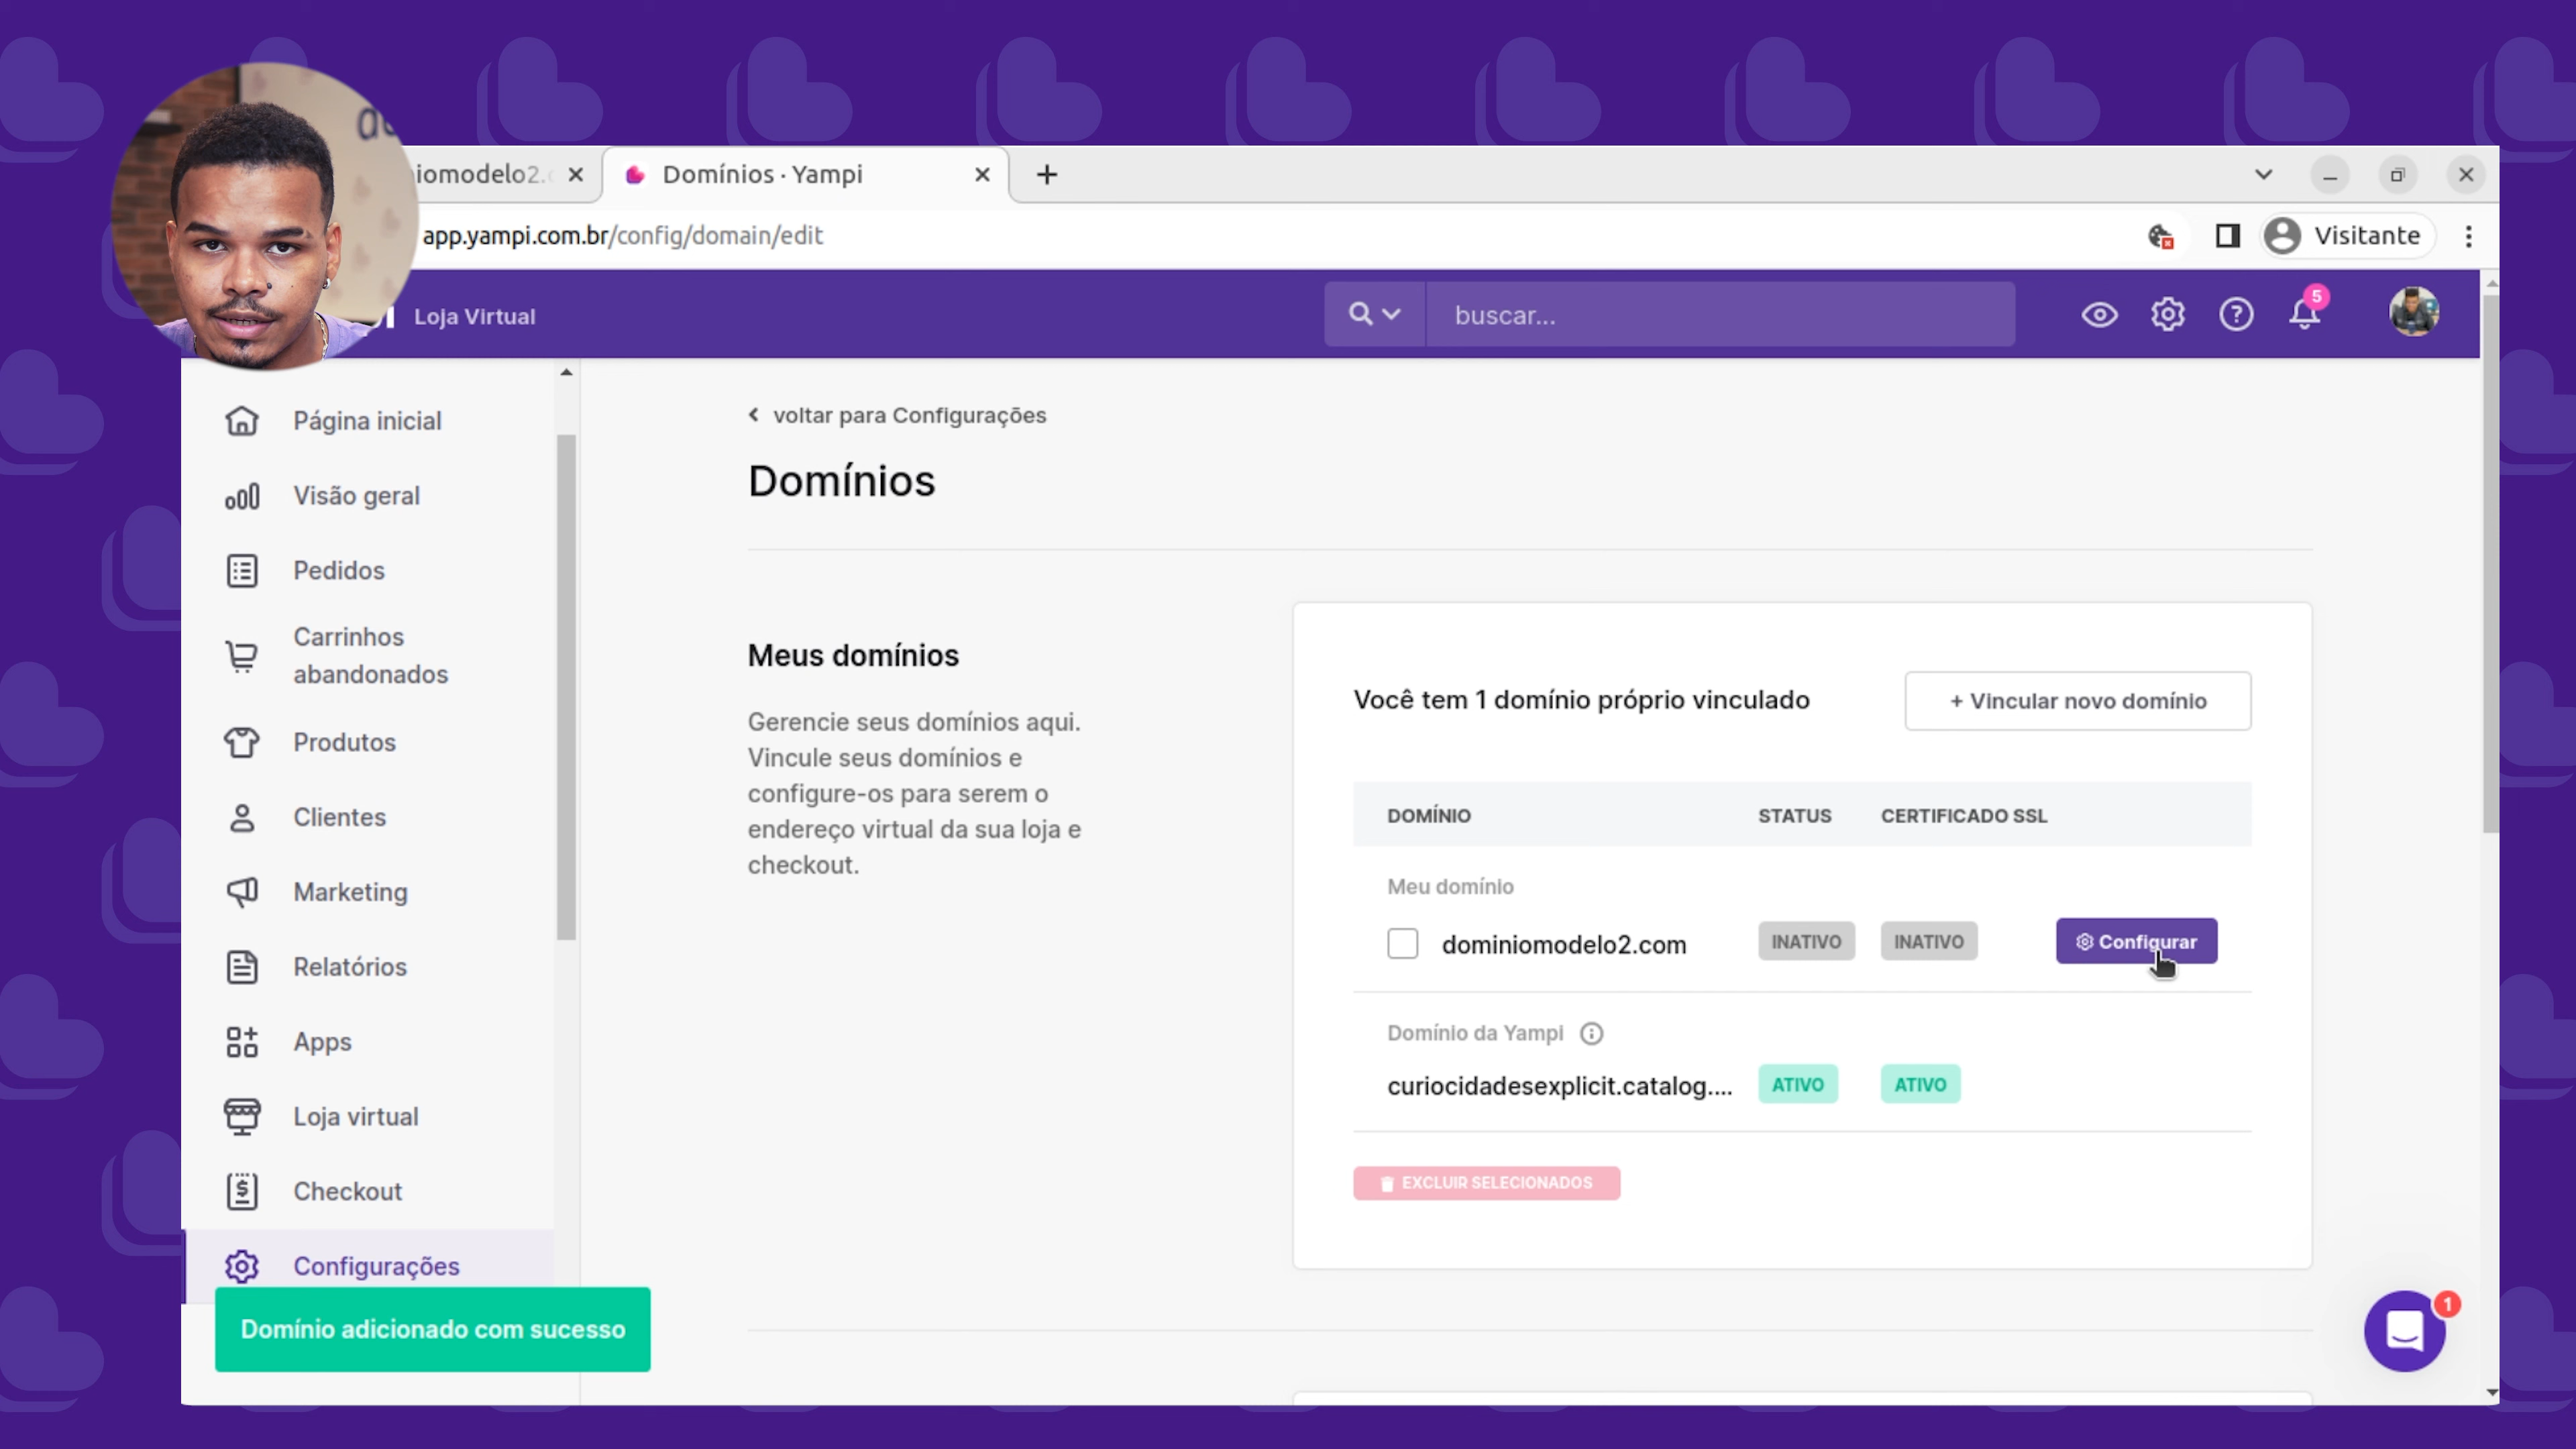 iomodelo2.
Domínios · Yampi
app.yampi.com.br/config/domain/edit
Visitante
Loja Virtual
buscar...
5
Página inicial
Visão geral
Pedidos
Carrinhos
abandonados
Produtos
Clientes
Marketing
Relatórios
Apps
Loja virtual
Checkout
Configurações
Domínio adicionado com sucesso
voltar para Configurações
Domínios
Meus domínios
Gerencie seus domínios aqui.
Vincule seus domínios e
configure-os para serem o
endereço virtual da sua loja e
checkout.
Você tem 1 domínio próprio vinculado
+ Vincular novo domínio
DOMÍNIO STATUS CERTIFICADO SSL
Meu domínio
dominiomodelo2.com INATIVO INATIVO Configurar
Domínio da Yampi
curiocidadesexplicit.catalog.... ATIVO ATIVO
EXCLUIR SELECIONADOS
1